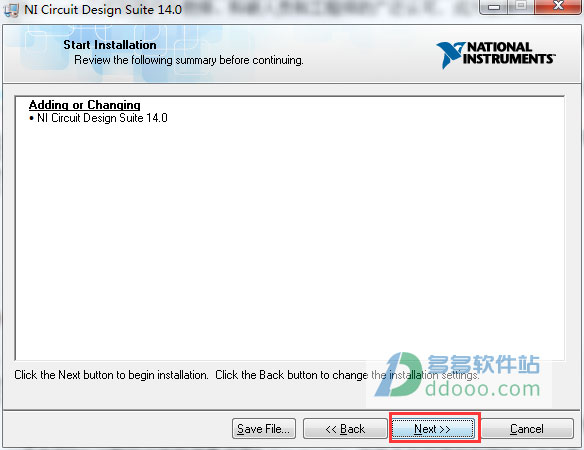 NI Circuit Design Suite 14.0
Start Installation
Review the following summary before continuing.
NATIONAL
INSTRUMENTS™
Adding or Changing
• NI Circuit Design Suite 14.0
Click the Next button to begin installation. Click the Back button to change the installation settings.
多多软件站
ddooo.com
Save File...
<< Back
Next >>
Cancel